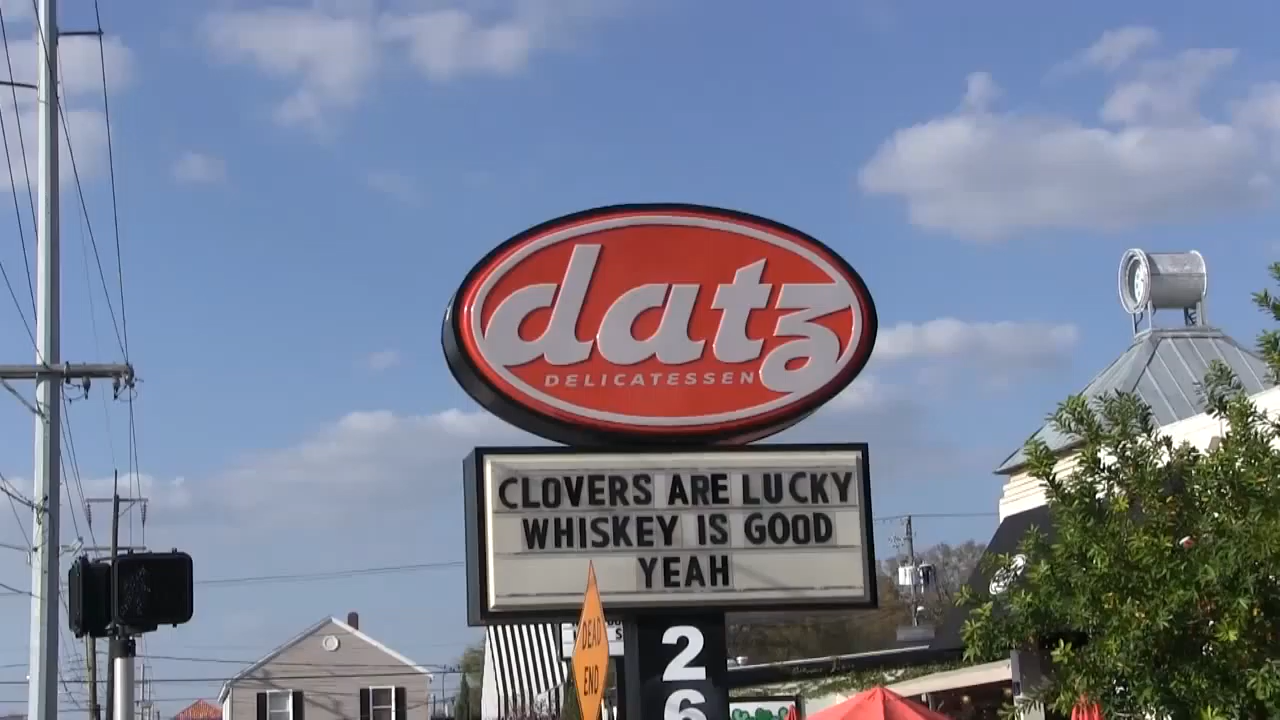 datz
DELICATESSEN
CLOVERS ARE LUCKY
WHISKEY IS GOOD
YEAH
DEAD
END
2
6